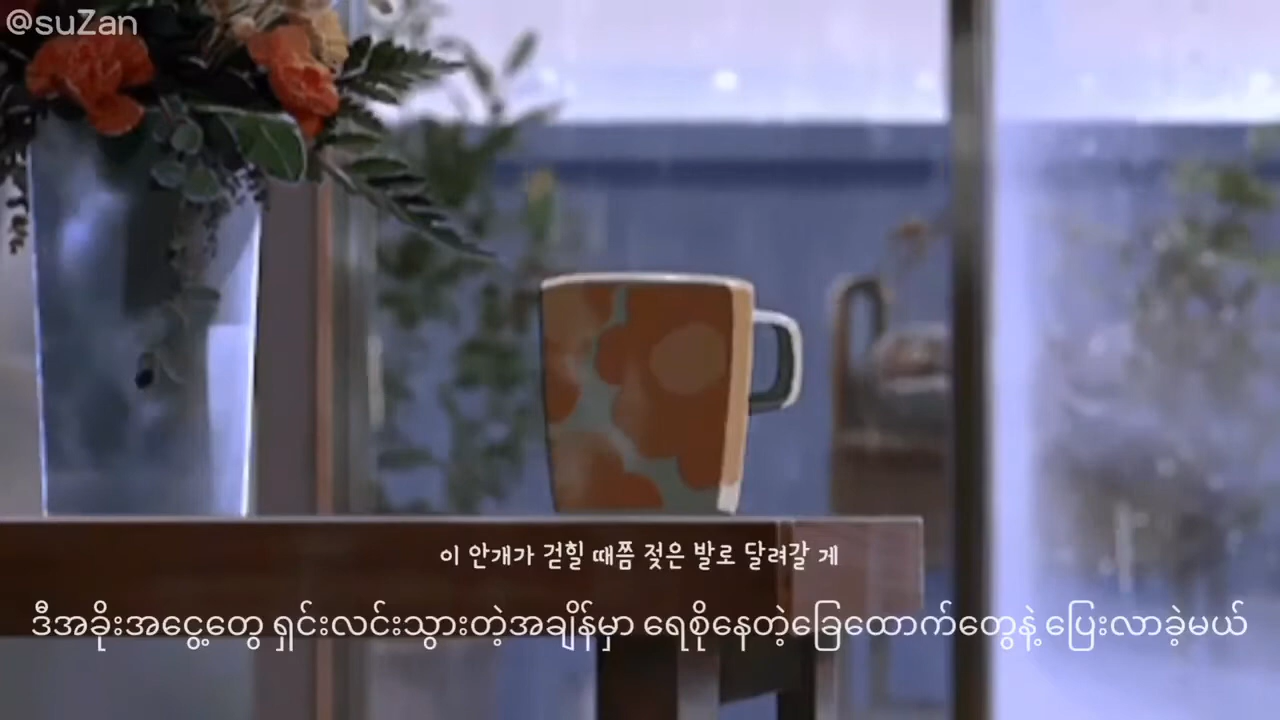 @suZan
이 안개가 걷힐 때쯤 젖은 발로 달려갈 게
ဒီအခိုးအငွေ့တွေ ရှင်းလင်းသွားတဲ့အချိန်မှာ ရေစိုနေတဲ့ခြေထောက်တွေနဲ့ ပြေးလာခဲ့မယ်